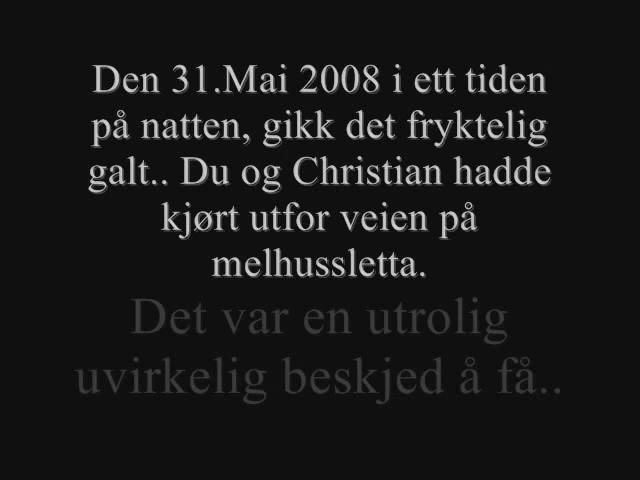 Den 31.Mai 2008 i ett tiden
på natten, gikk det fryktelig
galt.. Du og Christian hadde
kjørt utfor veien på
melhussletta.
Det var en utrolig
uvirkelig beskjed å få..